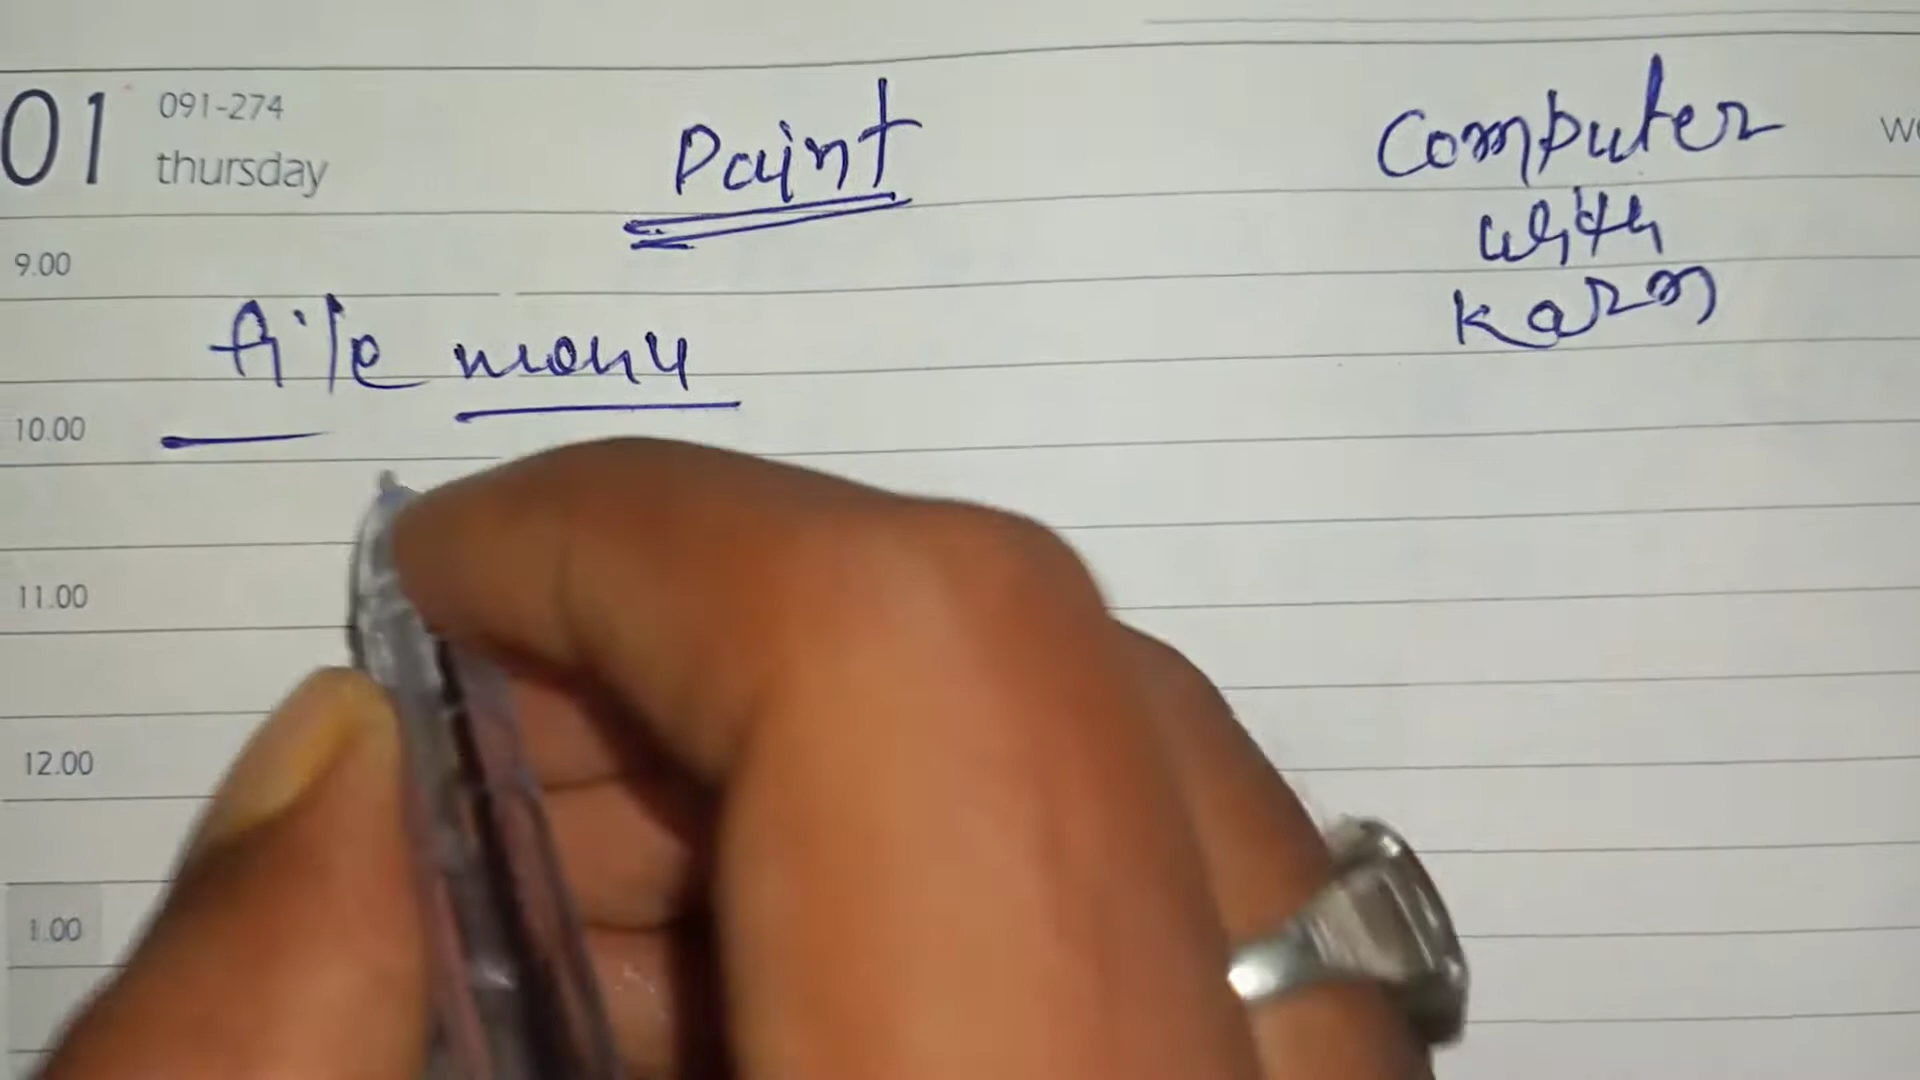 01
091-274
thursday
Paint
Computer
with
Karn
9.00
file menu
10.00
11.00
12.00
1.00